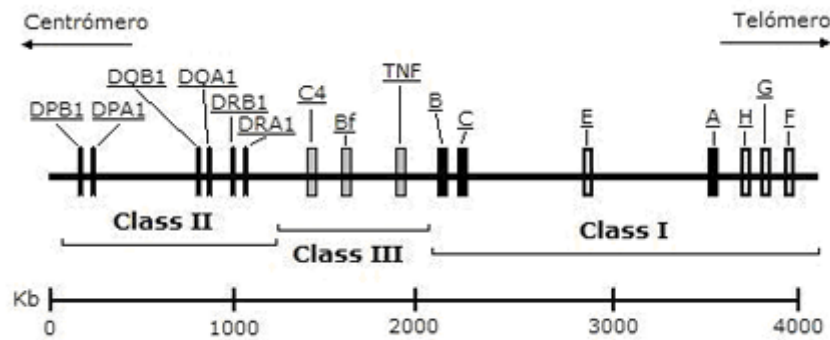 Centrómero Telómero
DQB1 DQA1 TNF
DPB1 DPA1 DRB1 DRA1 C4 Bf B C E A H G F
Class II Class III Class I
Kb
0 1000 2000 3000 4000